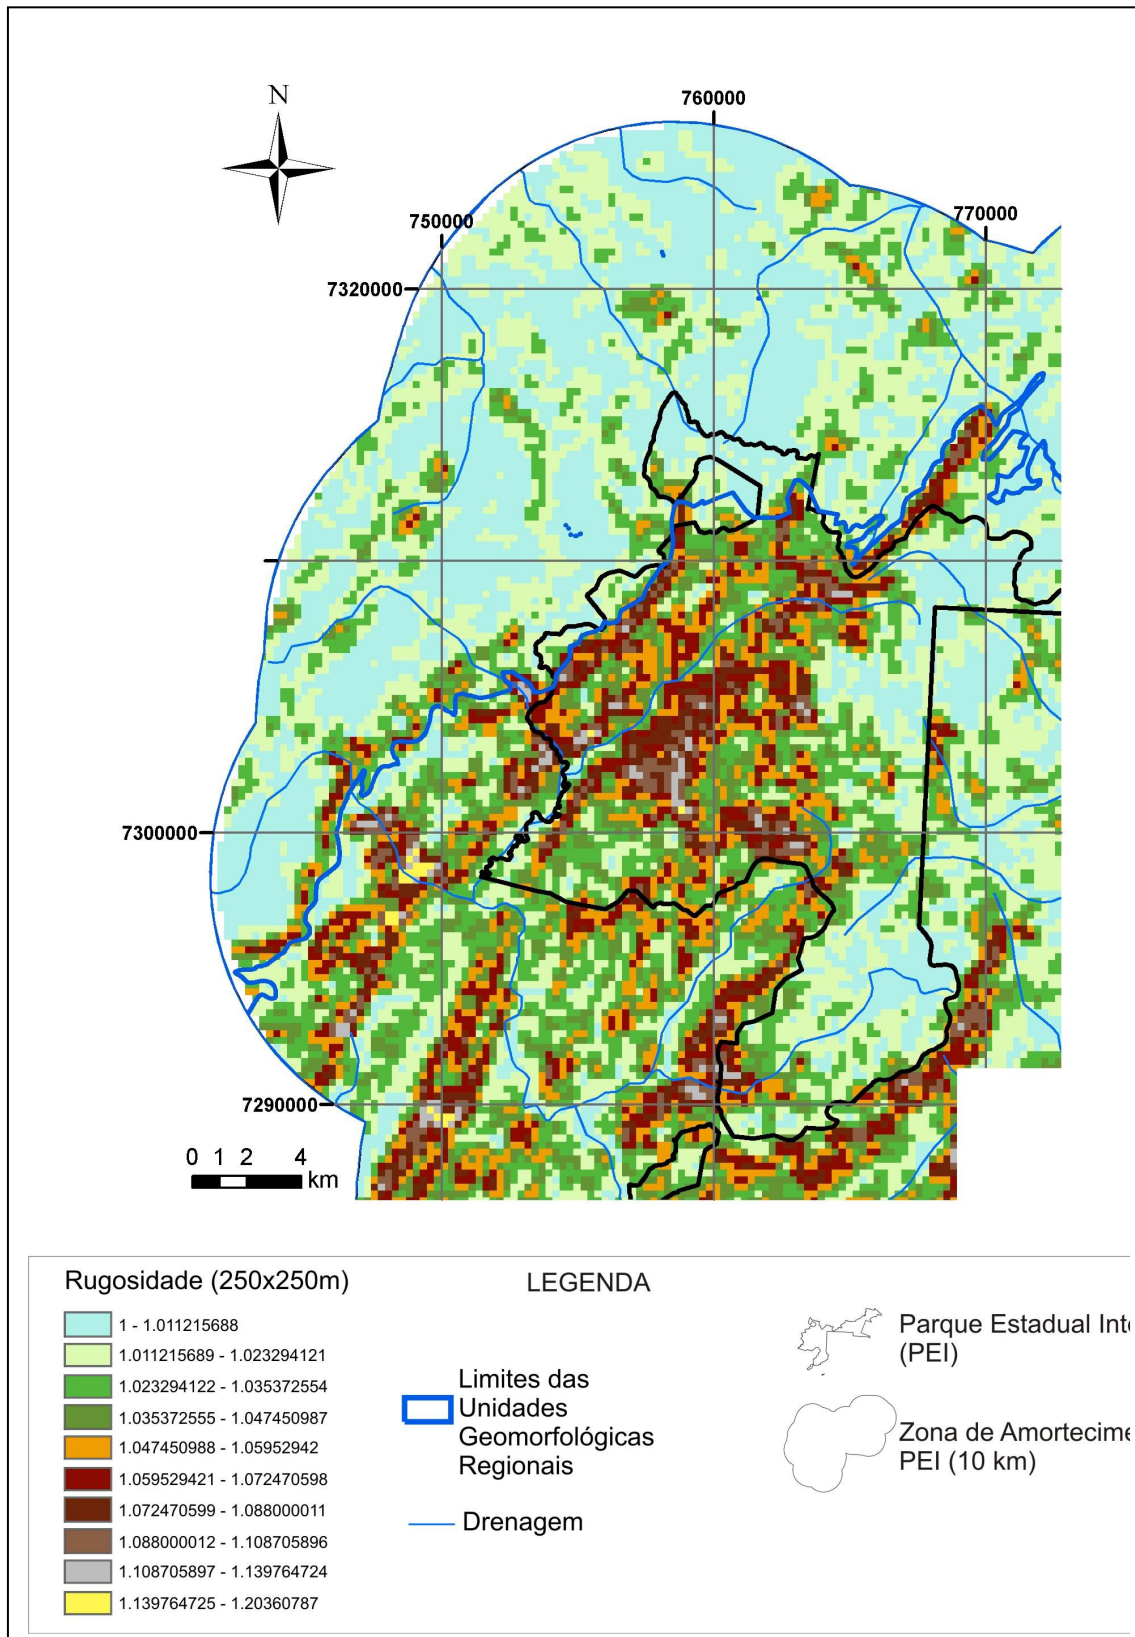 N
760000
750000
770000
7320000
7300000
7290000
0 1 2 4
km
Rugosidade (250x250m)
1 - 1.011215688
1.011215689 - 1.023294121
1.023294122 - 1.035372554
1.035372555 - 1.047450987
1.047450988 - 1.05952942
1.059529421 - 1.072470598
1.072470599 - 1.088000011
1.088000012 - 1.108705896
1.108705897 - 1.139764724
1.139764725 - 1.20360787
LEGENDA
Limites das
Unidades
Geomorfológicas
Regionais
Drenagem
Parque Estadual Inte
(PEI)
Zona de Amortecime
PEI (10 km)